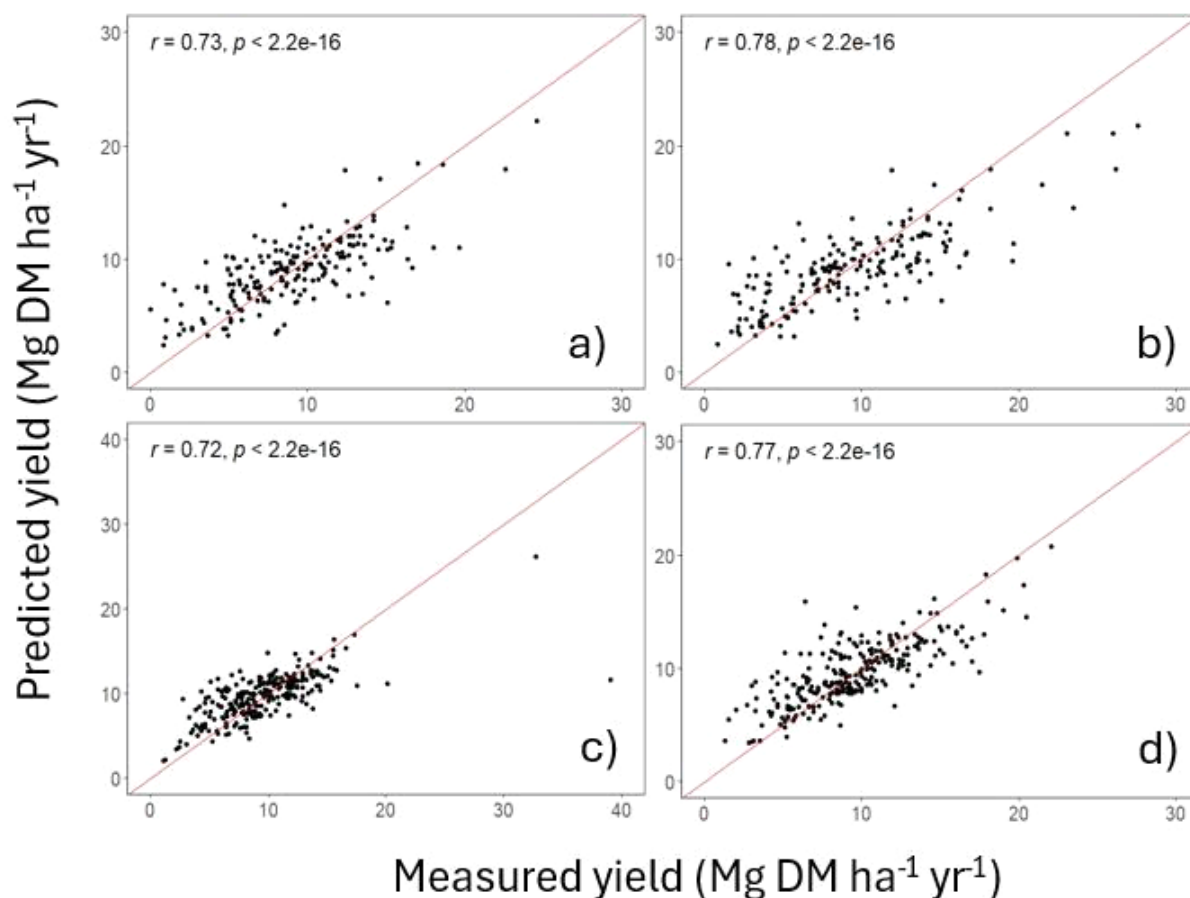 Predicted yield (Mg DM ha⁻¹ yr⁻¹)
30
20
10
0
r = 0.73, p < 2.2e-16
a)
0 10 20 30
30
20
10
0
r = 0.78, p < 2.2e-16
b)
0 10 20 30
40
30
20
10
0
r = 0.72, p < 2.2e-16
c)
0 10 20 30 40
30
20
10
0
r = 0.77, p < 2.2e-16
d)
0 10 20 30
Measured yield (Mg DM ha⁻¹ yr⁻¹)